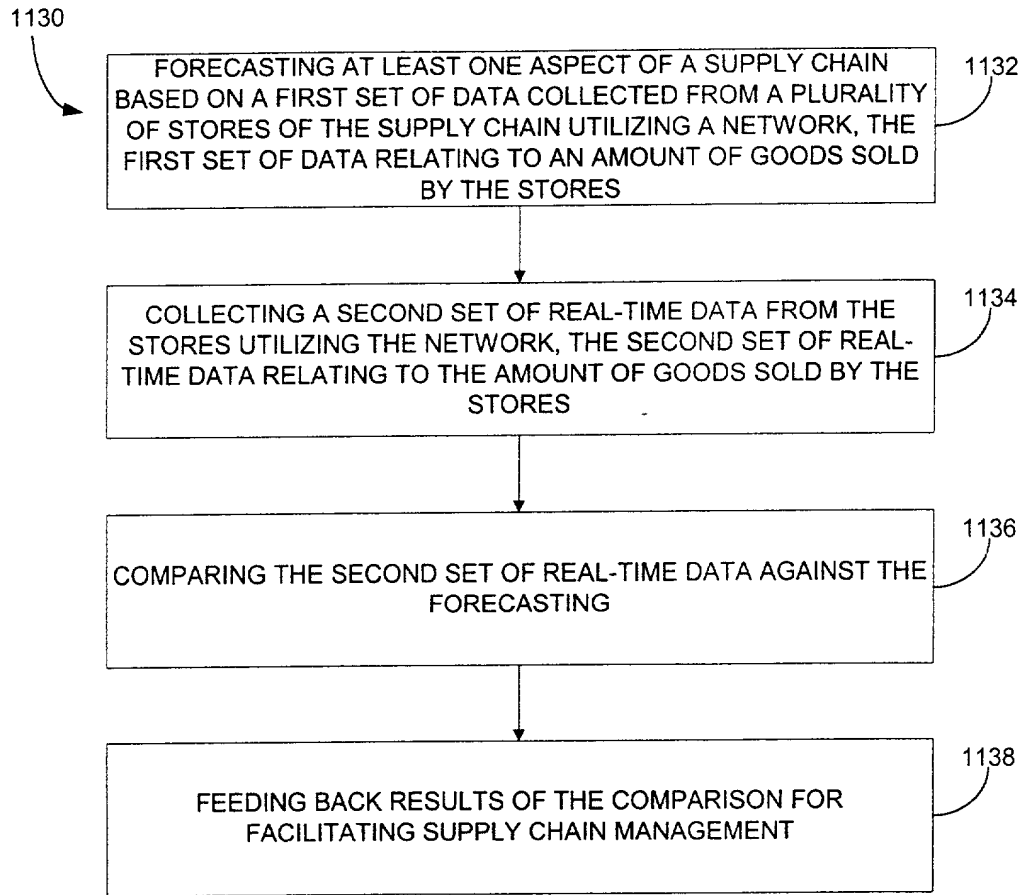 1130
FORECASTING AT LEAST ONE ASPECT OF A SUPPLY CHAIN
BASED ON A FIRST SET OF DATA COLLECTED FROM A PLURALITY
OF STORES OF THE SUPPLY CHAIN UTILIZING A NETWORK, THE
FIRST SET OF DATA RELATING TO AN AMOUNT OF GOODS SOLD
BY THE STORES
1132
COLLECTING A SECOND SET OF REAL-TIME DATA FROM THE
STORES UTILIZING THE NETWORK, THE SECOND SET OF REAL-
TIME DATA RELATING TO THE AMOUNT OF GOODS SOLD BY THE
STORES
1134
COMPARING THE SECOND SET OF REAL-TIME DATA AGAINST THE
FORECASTING
1136
FEEDING BACK RESULTS OF THE COMPARISON FOR
FACILITATING SUPPLY CHAIN MANAGEMENT
1138